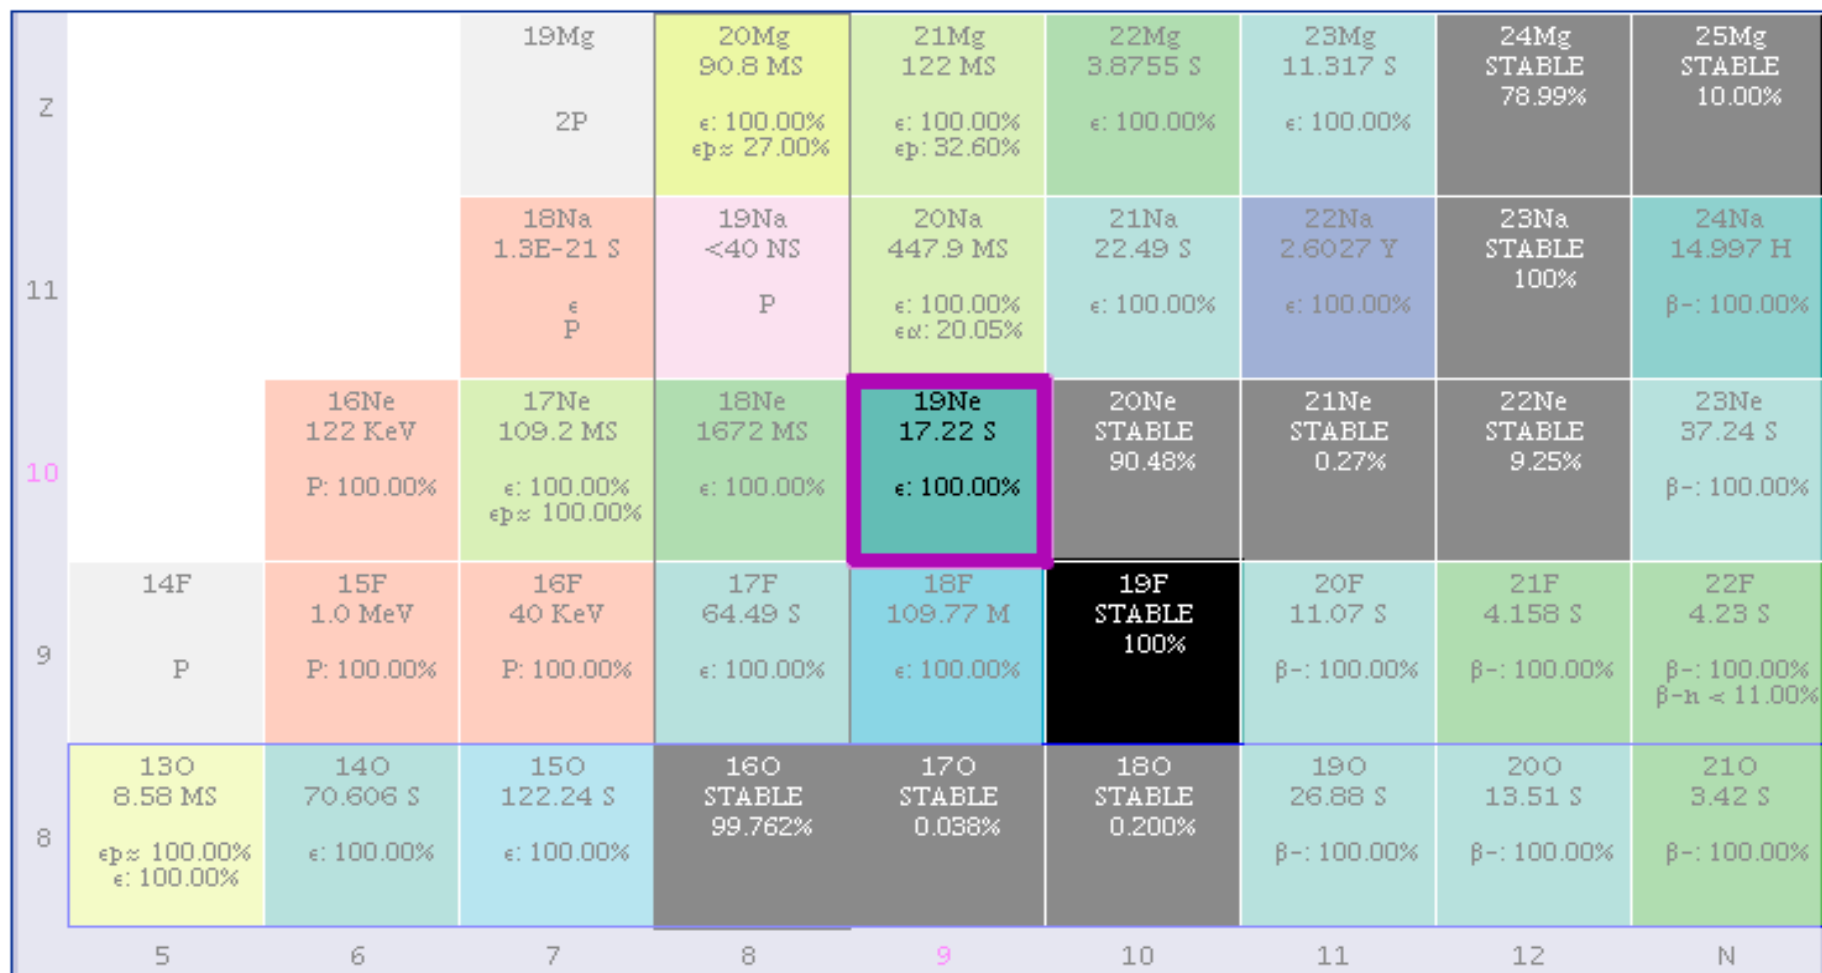 19Mg
2P
20Mg
90.8 MS
ϵ: 100.00%
ϵp≈ 27.00%
21Mg
122 MS
ϵ: 100.00%
ϵp: 32.60%
22Mg
3.8755 S
ϵ: 100.00%
23Mg
11.317 S
ϵ: 100.00%
24Mg
STABLE
78.99%
25Mg
STABLE
10.00%
Z
18Na
1.3E-21 S
ϵ
P
19Na
<40 NS
P
20Na
447.9 MS
ϵ: 100.00%
ϵα: 20.05%
21Na
22.49 S
ϵ: 100.00%
22Na
2.6027 Y
ϵ: 100.00%
23Na
STABLE
100%
24Na
14.997 H
β-: 100.00%
11
16Ne
122 KeV
P: 100.00%
17Ne
109.2 MS
ϵ: 100.00%
ϵp≈ 100.00%
18Ne
1672 MS
ϵ: 100.00%
19Ne
17.22 S
ϵ: 100.00%
20Ne
STABLE
90.48%
21Ne
STABLE
0.27%
22Ne
STABLE
9.25%
23Ne
37.24 S
β-: 100.00%
10
14F
P
15F
1.0 MeV
P: 100.00%
16F
40 KeV
P: 100.00%
17F
64.49 S
ϵ: 100.00%
18F
109.77 M
ϵ: 100.00%
19F
STABLE
100%
20F
11.07 S
β-: 100.00%
21F
4.158 S
β-: 100.00%
22F
4.23 S
β-: 100.00%
β-n < 11.00%
9
13O
8.58 MS
ϵp≈ 100.00%
ϵ: 100.00%
14O
70.606 S
ϵ: 100.00%
15O
122.24 S
ϵ: 100.00%
16O
STABLE
99.762%
17O
STABLE
0.038%
18O
STABLE
0.200%
19O
26.88 S
β-: 100.00%
20O
13.51 S
β-: 100.00%
21O
3.42 S
β-: 100.00%
8
5 6 7 8 9 10 11 12 N